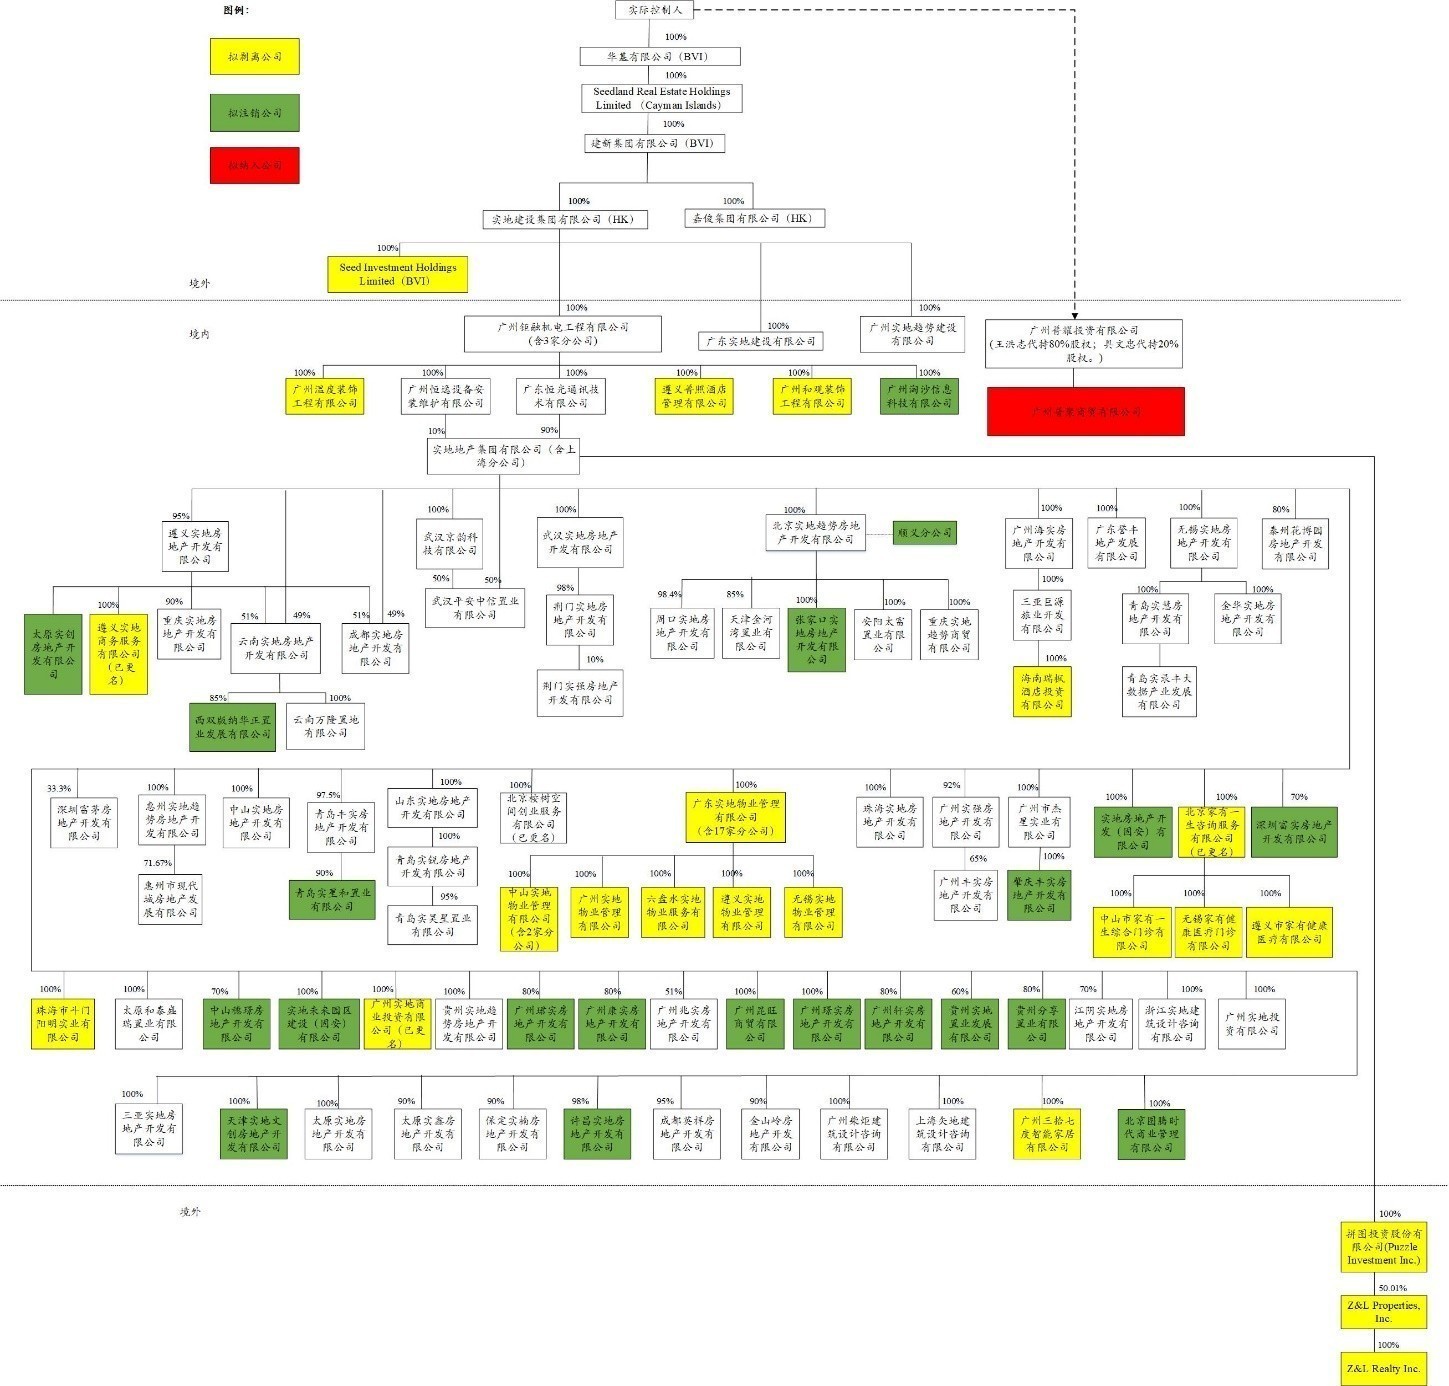 图例：
拟剥离公司
拟注销公司
拟纳入公司
实际控制人
100%
华基有限公司（BVI）
100%
Seedland Real Estate Holdings
Limited （Cayman Islands）
100%
建新集团有限公司（BVI）
100%
100%
实地建设集团有限公司（HK）
嘉俊集团有限公司（HK）
100%
Seed Investment Holdings
Limited（BVI）
境外
境内
100%
广州钜融机电工程有限公司
（含3家分公司）
100%
广东实地建设有限公司
100%
广州实地趋势建设
有限公司
广州普耀投资有限公司
(王洪忠代持80%股权；吴文忠代持20%
股权。)
100%
广州温度装饰
工程有限公司
100%
广州恒远设备安
装维护有限公司
100%
广东恒光通讯技
术有限公司
100%
遵义普照酒店
管理有限公司
100%
广州和观装饰
工程有限公司
100%
广州淘沙信息
科技有限公司
10%
90%
实地地产集团有限公司（含上
海分公司）
95%
遵义实地房
地产开发有
限公司
100%
武汉京韵科
技有限公司
100%
武汉实地房地产
开发有限公司
100%
北京实地趋势房地
产开发有限公司
顺义分公司
100%
广州海实房
地产开发有
限公司
100%
广东誉丰
地产发展
有限公司
100%
无锡实地房
地产开发有
限公司
80%
泰州花博园
房地产开发
有限公司
太原实创
房地产开
发有限公
司
100%
遵义实地
商务服务
有限公司
（已更
名）
90%
重庆实地房
地产开发有
限公司
51%
49%
云南实地房地产
开发有限公司
51%
49%
成都实地房
地产开发有
限公司
50%
50%
武汉平安中信置业
有限公司
98%
荆门实地房
地产开发有
限公司
98.4%
周口实地房
地产开发有
限公司
85%
天津金河
湾置业有
限公司
100%
张家口实
地房地产
开发有限
公司
100%
安阳太富
置业有限
公司
100%
重庆实地
趋势商贸
有限公司
100%
三亚巨源
旅业开发
有限公司
100%
青岛实慧房
地产开发有
限公司
100%
金华实地房
地产开发有
限公司
85%
西双版纳华正置
业发展有限公司
100%
云南万隆置地
有限公司
10%
荆门实强房地产
开发有限公司
100%
海南瑞枫
酒店投资
有限公司
青岛实录丰大
数据产业发展
有限公司
33.3%
深圳富茅房
地产开发有
限公司
100%
惠州实地趋
势房地产开
发有限公司
100%
中山实地房
地产开发有
限公司
97.5%
青岛丰实房
地产开发有
限公司
100%
山东实地房地产
开发有限公司
100%
北京桉树空
间创业服务
有限公司
（已更名）
100%
广东实地物业管理
有限公司
（含17家分公司）
100%
珠海实地房
地产开发有
限公司
92%
广州实强房
地产开发有
限公司
100%
广州市杰
星实业有
限公司
100%
实地房地产开
发（固安）有
限公司
100%
北京家有一
生咨询服务
有限公司
（已更名）
70%
深圳富实房地产
开发有限公司
71.67%
惠州市现代
城房地产发
展有限公司
90%
青岛实星和置业
有限公司
100%
青岛实锐房地产
开发有限公司
95%
青岛实昊星置业
有限公司
100%
中山实地
物业管理
有限公司
（含2家分
公司）
100%
广州实地
物业管理
有限公司
100%
六盘水实地
物业服务有
限公司
100%
遵义实地
物业管理
有限公司
100%
无锡实地
物业管理
有限公司
65%
广州丰实房
地产开发有
限公司
100%
肇庆丰实房
地产开发有
限公司
100%
中山市家有一
生综合门诊有
限公司
100%
无锡家有健
康医疗门诊
有限公司
100%
遵义市家有健康
医疗有限公司
100%
珠海市斗门
阳明实业有
限公司
100%
太原和泰盛
瑞置业有限
公司
70%
中山穗璟房
地产开发有
限公司
100%
实地未来园区
建设（固安）
有限公司
100%
广州实地商
业投资有限
公司（已更
名）
100%
贵州实地趋
势房地产开
发有限公司
80%
广州珺实房
地产开发有
限公司
80%
广州康实房
地产开发有
限公司
51%
广州兆实房
地产开发有
限公司
100%
广州昆旺
商贸有限
公司
100%
广州璟实房
地产开发有
限公司
80%
广州轩实房
地产开发有
限公司
60%
贵州实地
置业发展
有限公司
80%
贵州分享
置业有限
公司
70%
江阴实地房
地产开发有
限公司
100%
浙江实地建
筑设计咨询
有限公司
100%
广州实地投
资有限公司
100%
三亚实地房
地产开发有
限公司
100%
天津实地文
创房地产开
发有限公司
100%
太原实地房
地产开发有
限公司
90%
太原实鑫房
地产开发有
限公司
90%
保定实楠房
地产开发有
限公司
98%
许昌实地房
地产开发有
限公司
95%
成都英祥房
地产开发有
限公司
90%
金山岭房
地产开发
有限公司
100%
广州柴炬建
筑设计咨询
有限公司
100%
上海矢地建
筑设计咨询
有限公司
100%
广州三拾七
度智能家居
有限公司
100%
北京图腾时
代商业管理
有限公司
境外
100%
拼图投资股份有
限公司(Puzzle
Investment Inc.)
50.01%
Z&L Properties,
Inc.
100%
Z&L Realty Inc.